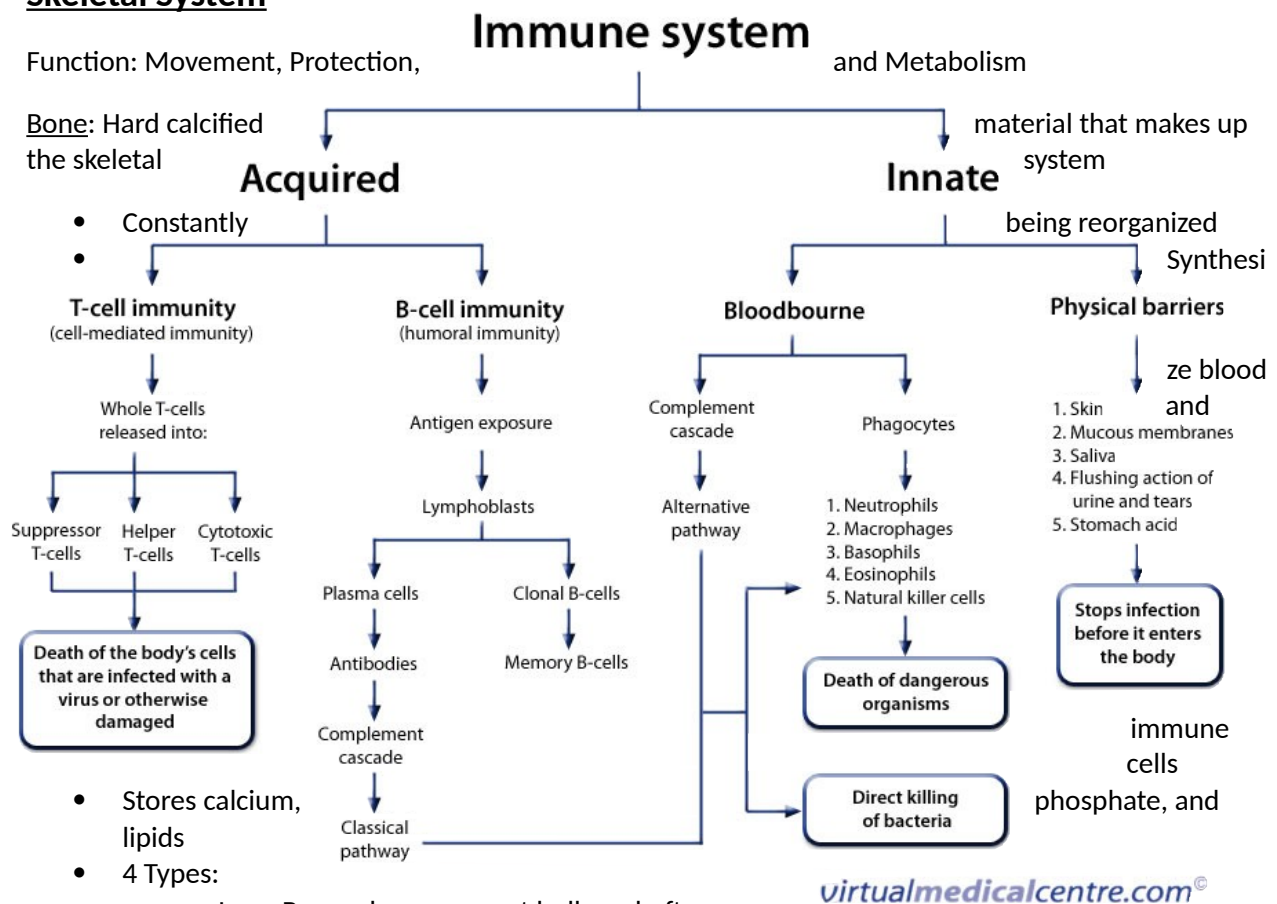 Skeletal System
Immune system
Function: Movement, Protection, and Metabolism
Bone: Hard calcified material that makes up
the skeletal system
Acquired
Innate
• Constantly being reorganized
• Synthesi
T-cell immunity
(cell-mediated immunity)
B-cell immunity
(humoral immunity)
Bloodbourne
Physical barriers
ze blood
and
Whole T-cells
released into:
Antigen exposure
Complement
cascade
Phagocytes
1. Skin
2. Mucous membranes
3. Saliva
4. Flushing action of
urine and tears
5. Stomach acid
Suppressor
T-cells
Helper
T-cells
Cytotoxic
T-cells
Lymphoblasts
Alternative
pathway
1. Neutrophils
2. Macrophages
3. Basophils
4. Eosinophils
5. Natural killer cells
Plasma cells
Clonal B-cells
Stops infection
before it enters
the body
Death of the body's cells
that are infected with a
virus or otherwise
damaged
Antibodies
Memory B-cells
Death of dangerous
organisms
Complement
cascade
immune
cells
Direct killing
of bacteria
• Stores calcium, phosphate, and
lipids
Classical
pathway
• 4 Types:
virtualmedicalcentre.com©